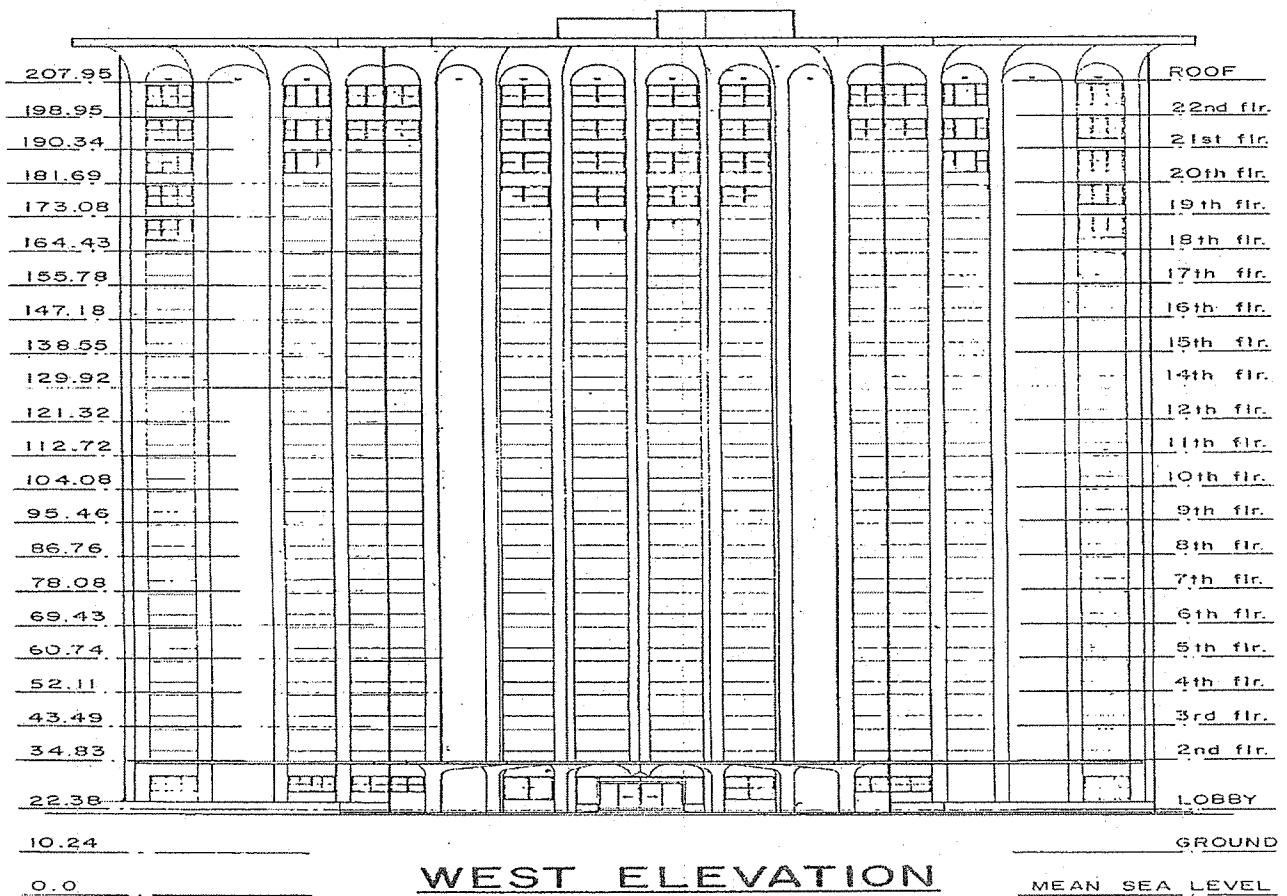 207.95 ROOF
198.95 22nd flr.
190.34 21st flr.
181.69 20th flr.
173.08 19th flr.
164.43 18th flr.
155.78 17th flr.
147.18 16th flr.
138.55 15th flr.
129.92 14th flr.
121.32 12th flr.
112.72 11th flr.
104.08 10th flr.
95.46 9th flr.
86.76 8th flr.
78.08 7th flr.
69.43 6th flr.
60.74 5th flr.
52.11 4th flr.
43.49 3rd flr.
34.83 2nd flr.
22.38 LOBBY
10.24 GROUND
0.0 WEST ELEVATION MEAN SEA LEVEL